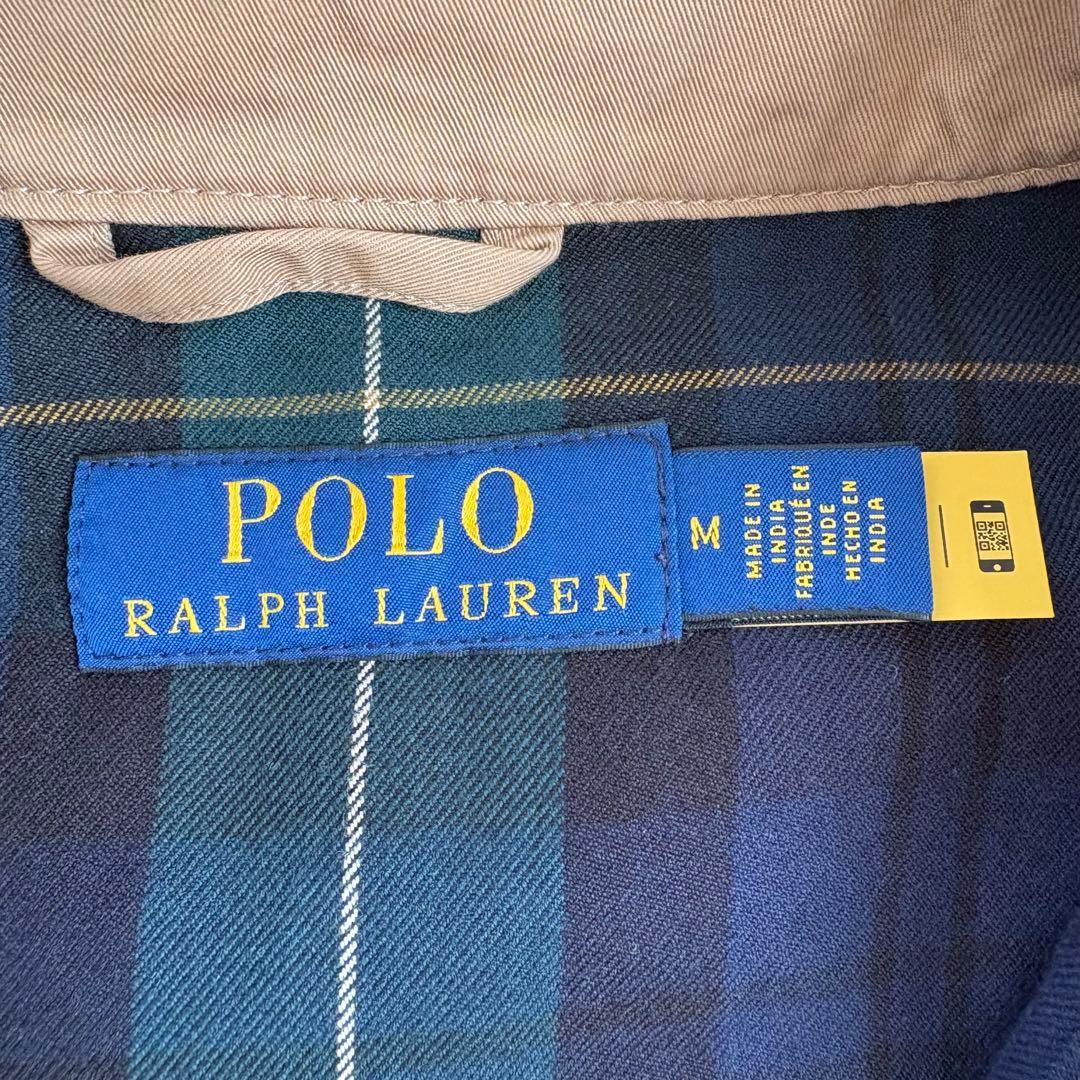 POLO
RALPH LAUREN
M
MADE IN
INDIA
FABRIQUÉ EN
INDE
HECHO EN
INDIA